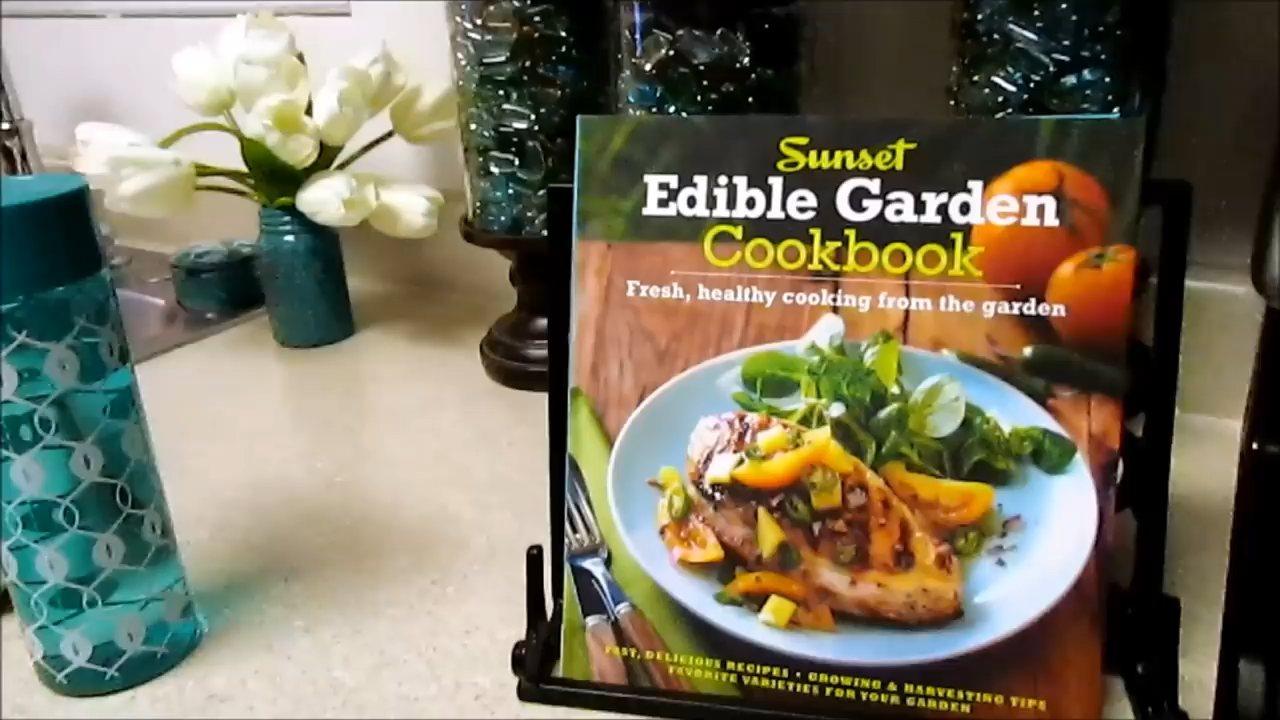 Sunset
Edible Garden
Cookbook
Fresh, healthy cooking from the garden
FAST, DELICIOUS RECIPES • GROWING & HARVESTING TIPS
FAVORITE VARIETIES FOR YOUR GARDEN